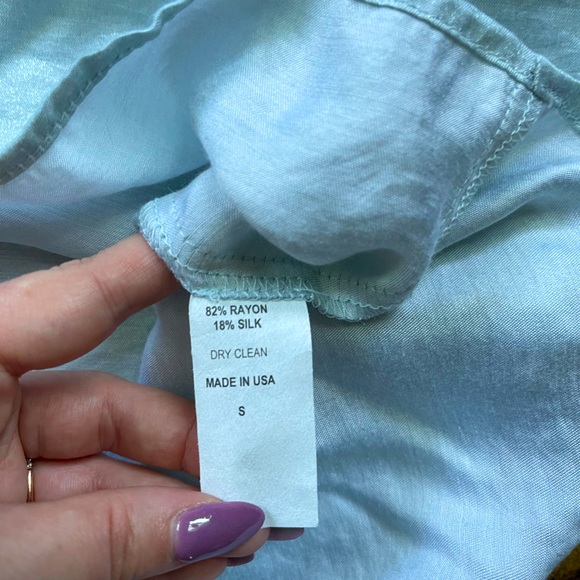 82% RAYON
18% SILK
DRY CLEAN
MADE IN USA
S